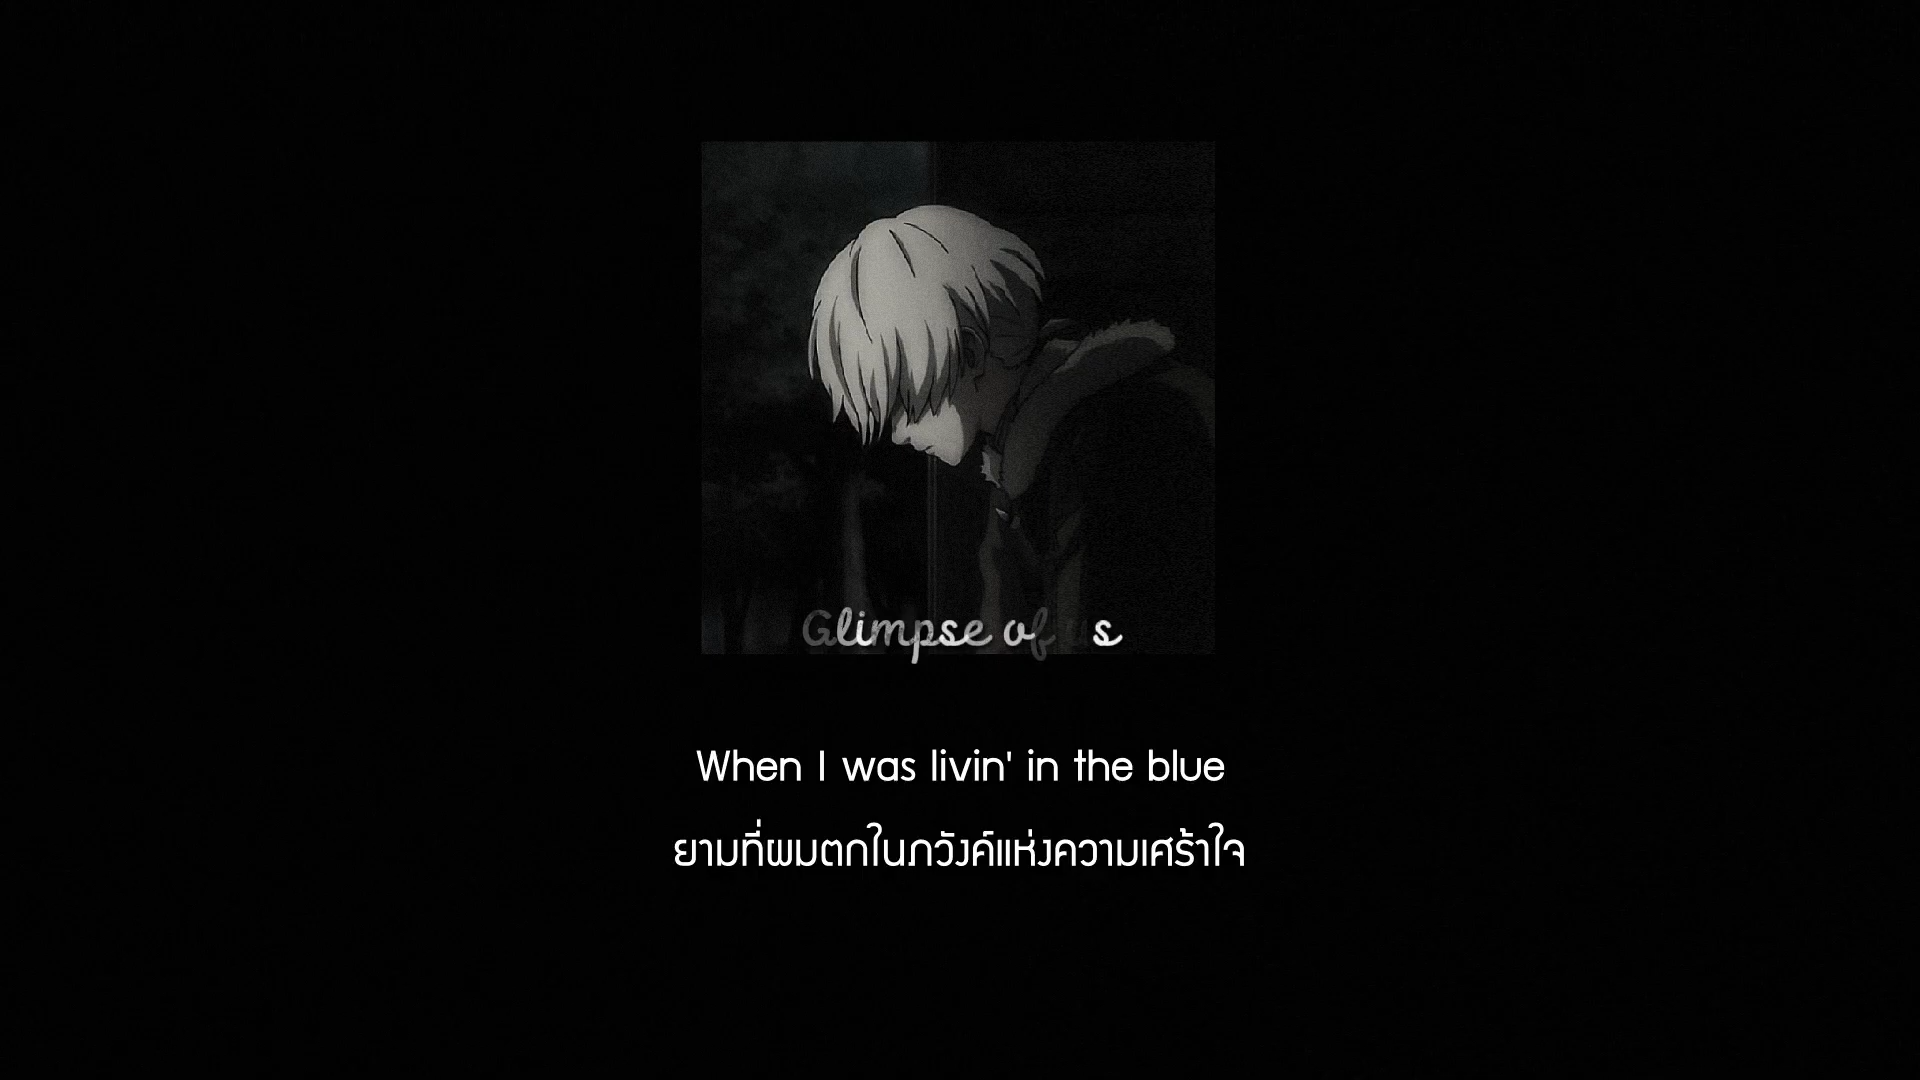 Glimpse of us
When I was livin' in the blue
ยามที่ผมตกในภวังค์แห่งความเศร้าใจ